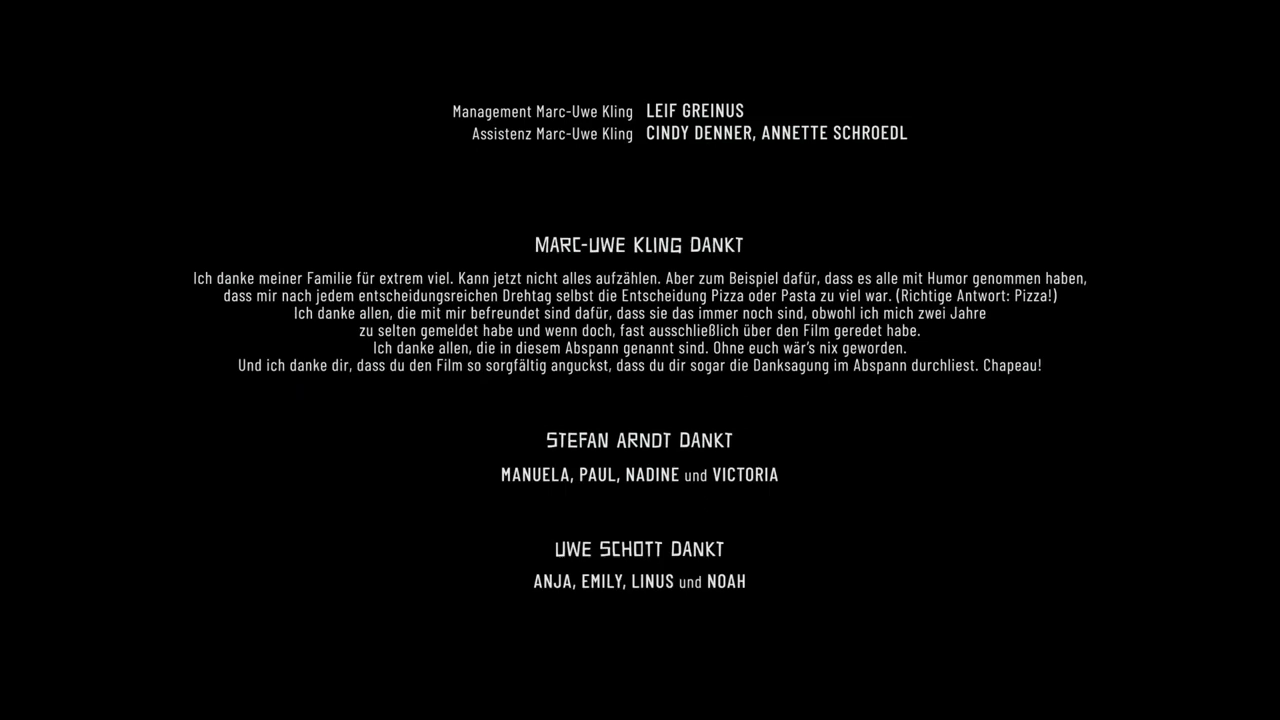 Management Marc-Uwe Kling LEIF GREINUS
Assistenz Marc-Uwe Kling CINDY DENNER, ANNETTE SCHROEDL
MARC-UWE KLING DANKT
Ich danke meiner Familie für extrem viel. Kann jetzt nicht alles aufzählen. Aber zum Beispiel dafür, dass es alle mit Humor genommen haben,
dass mir nach jedem entscheidungsreichen Drehtag selbst die Entscheidung Pizza oder Pasta zu viel war. (Richtige Antwort: Pizza!)
Ich danke allen, die mit mir befreundet sind dafür, dass sie das immer noch sind, obwohl ich mich zwei Jahre
zu selten gemeldet habe und wenn doch, fast ausschließlich über den Film geredet habe.
Ich danke allen, die in diesem Abspann genannt sind. Ohne euch wär's nix geworden.
Und ich danke dir, dass du den Film so sorgfältig anguckst, dass du dir sogar die Danksagung im Abspann durchliest. Chapeau!
STEFAN ARNDT DANKT
MANUELA, PAUL, NADINE und VICTORIA
UWE SCHOTT DANKT
ANJA, EMILY, LINUS und NOAH